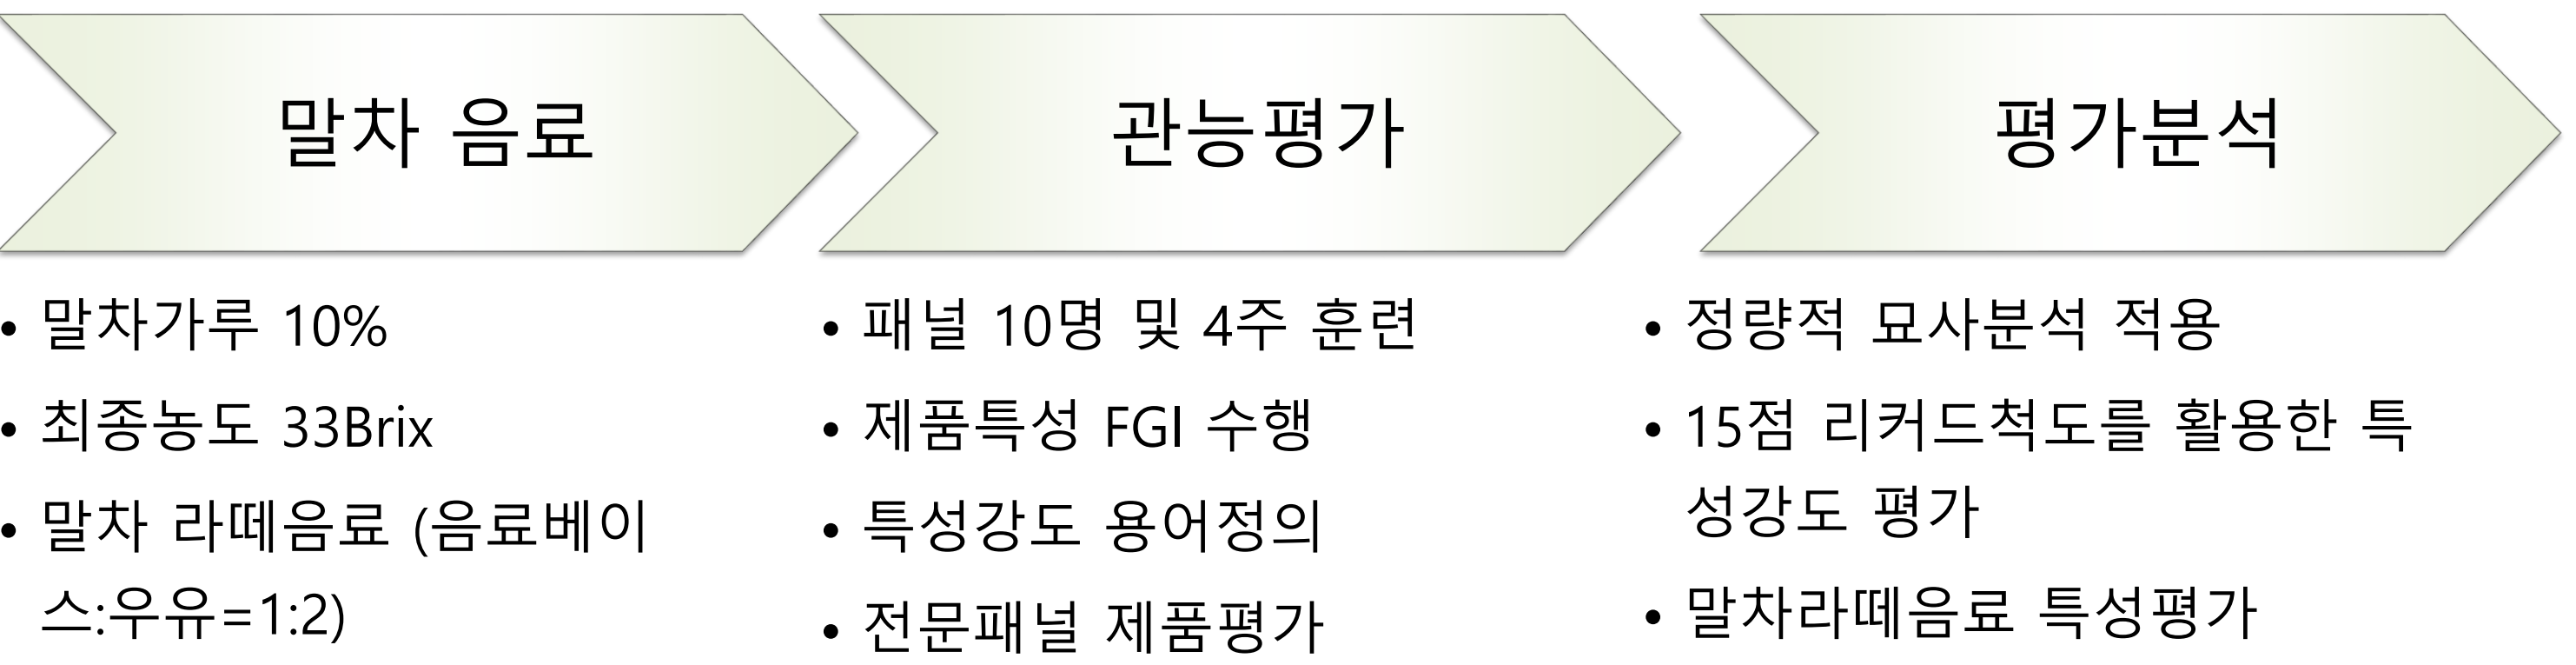 말차 음료
말차가루 10%
최종농도 33Brix
말차 라떼음료 (음료베이
스:우유=1:2)
관능평가
패널 10명 및 4주 훈련
제품특성 FGI 수행
특성강도 용어정의
전문패널 제품평가
평가분석
정량적 묘사분석 적용
15점 리커드척도를 활용한 특
성강도 평가
말차라떼음료 특성평가